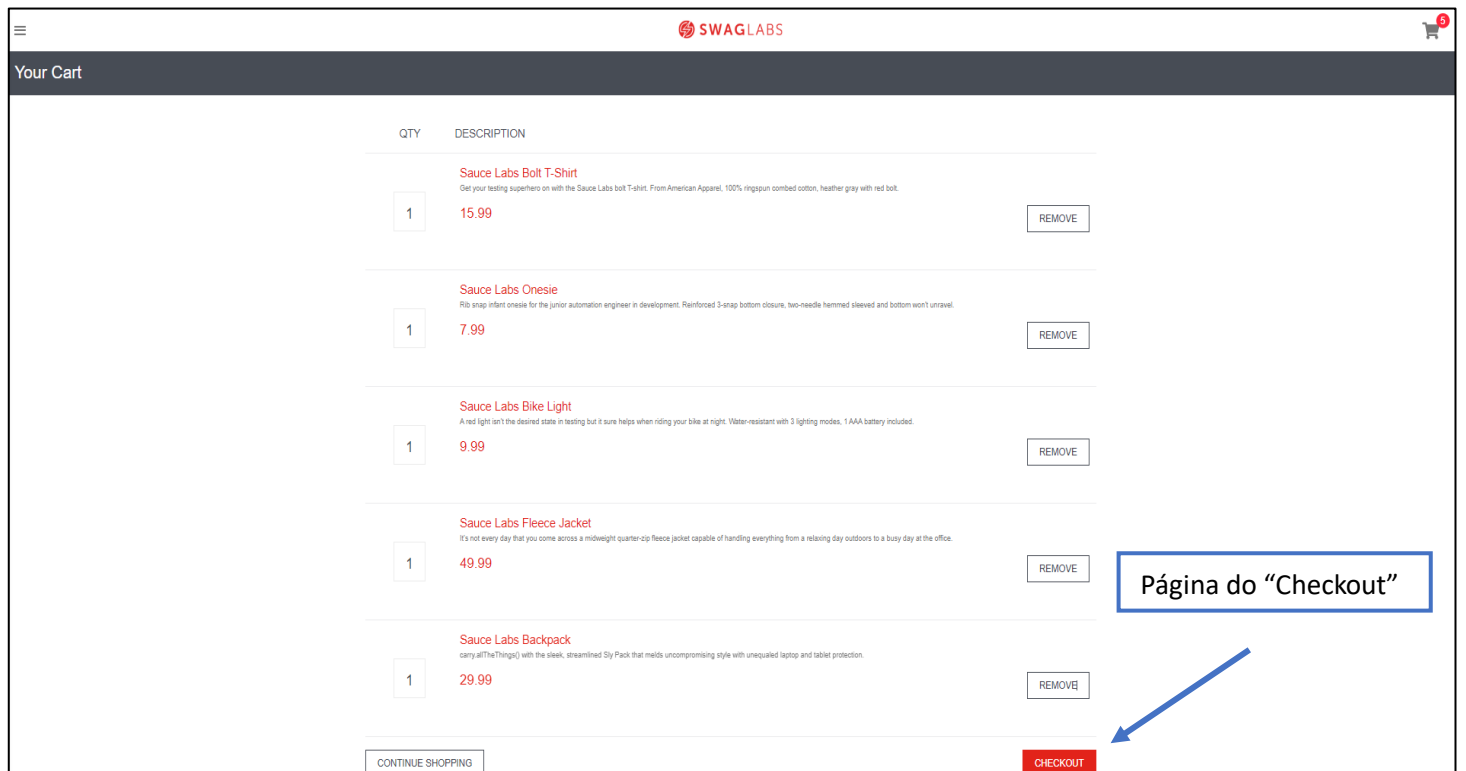 SWAGLABS
5
Your Cart
QTY DESCRIPTION
Sauce Labs Bolt T-Shirt
Get your testing superhero on with the Sauce Labs bolt T-shirt. From American Apparel, 100% ringspun combed cotton, heather gray with red bolt.
1 15.99 REMOVE
Sauce Labs Onesie
Rib snap infant onesie for the junior automation engineer in development. Reinforced 3-snap bottom closure, two-needle hemmed sleeved and bottom won't unravel.
1 7.99 REMOVE
Sauce Labs Bike Light
A red light isn't the desired state in testing but it sure helps when riding your bike at night. Water-resistant with 3 lighting modes, 1 AAA battery included.
1 9.99 REMOVE
Sauce Labs Fleece Jacket
It's not every day that you come across a midweight quarter-zip fleece jacket capable of handling everything from a relaxing day outdoors to a busy day at the office.
1 49.99 REMOVE
Página do “Checkout”
Sauce Labs Backpack
carry.allTheThings() with the sleek, streamlined Sly Pack that melds uncompromising style with unequaled laptop and tablet protection.
1 29.99 REMOVE
CONTINUE SHOPPING CHECKOUT